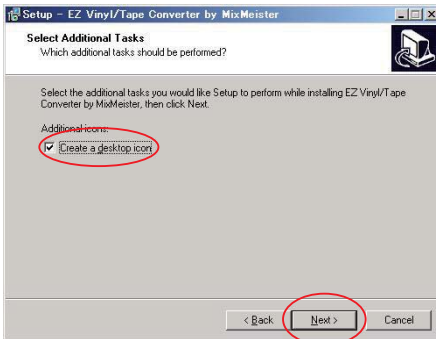 Setup - EZ Vinyl/Tape Converter by MixMeister
Select Additional Tasks
Which additional tasks should be performed?
Select the additional tasks you would like Setup to perform while installing EZ Vinyl/Tape
Converter by MixMeister, then click Next.
Additional icons:
Create a desktop icon
< Back Next > Cancel